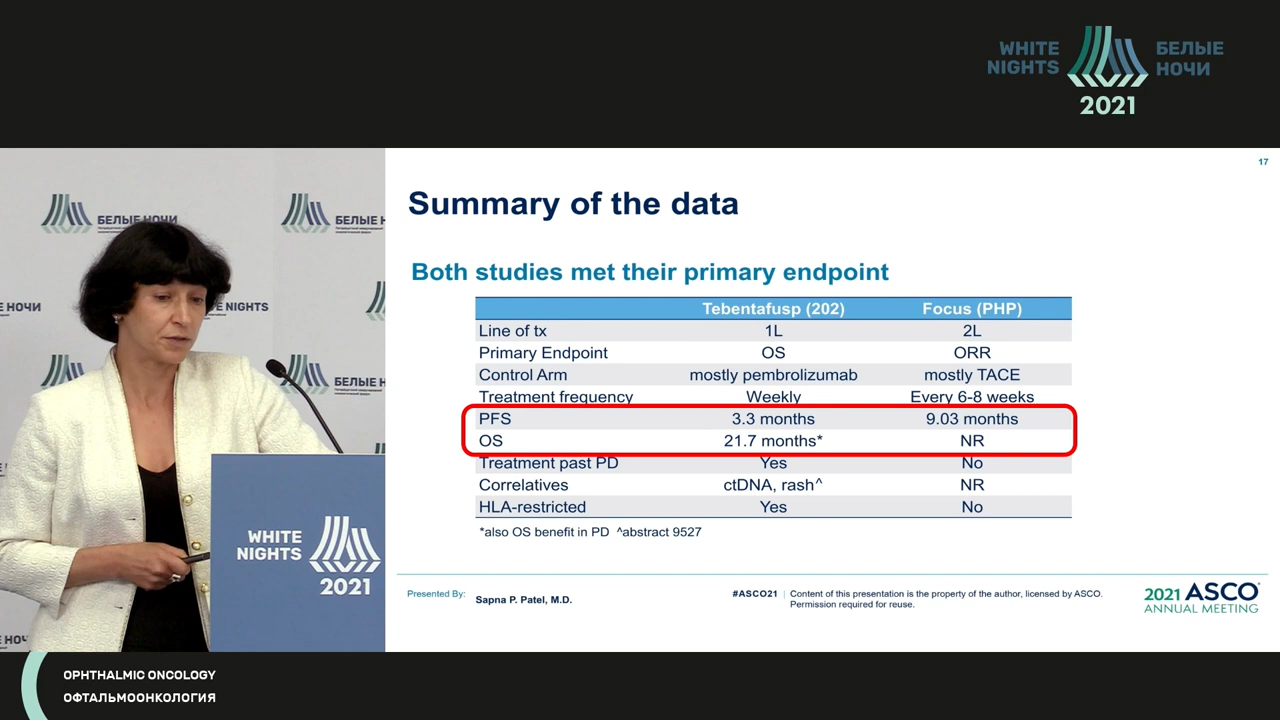 WHITE
NIGHTS
БЕЛЫЕ
НОЧИ
2021
17
БЕЛЫЕ НОЧИ
БЕЛЫЕ Н
Е НОЧИ
E NIGHTS
БЕЛЫЕ Н
WHITE
NIGHTS
2021
Summary of the data
Both studies met their primary endpoint
Tebentafusp (202) Focus (PHP)
Line of tx 1L 2L
Primary Endpoint OS ORR
Control Arm mostly pembrolizumab mostly TACE
Treatment frequency Weekly Every 6-8 weeks
PFS 3.3 months 9.03 months
OS 21.7 months* NR
Treatment past PD Yes No
Correlatives ctDNA, rash^ NR
HLA-restricted Yes No
*also OS benefit in PD ^abstract 9527
Presented By: Sapna P. Patel, M.D.
#ASCO21 | Content of this presentation is the property of the author, licensed by ASCO.
Permission required for reuse.
2021 ASCO
ANNUAL MEETING
OPHTHALMIC ONCOLOGY
ОФТАЛЬМООНКОЛОГИЯ